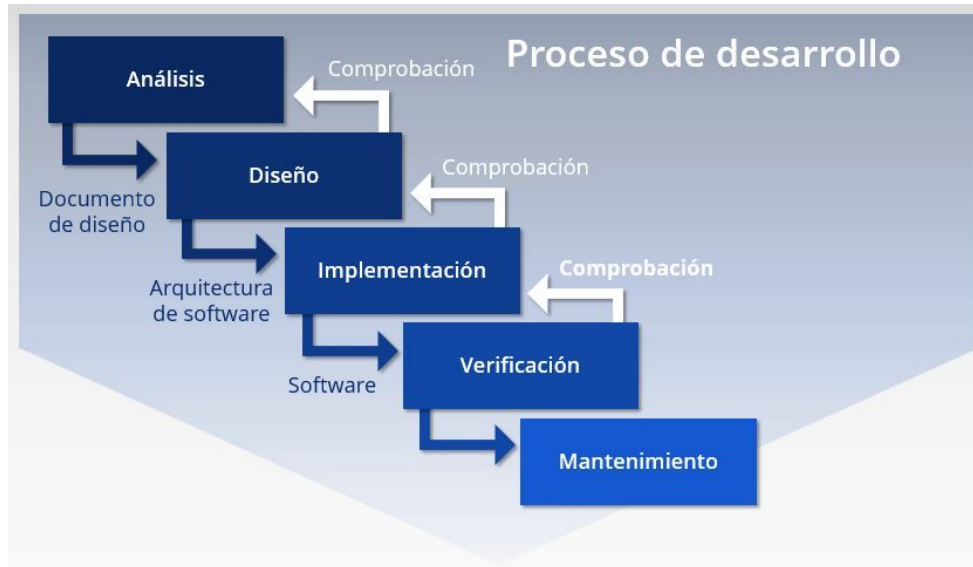 Proceso de desarrollo
Análisis
Comprobación
Documento
de diseño
Diseño
Comprobación
Arquitectura
de software
Implementación
Comprobación
Software
Verificación
Mantenimiento